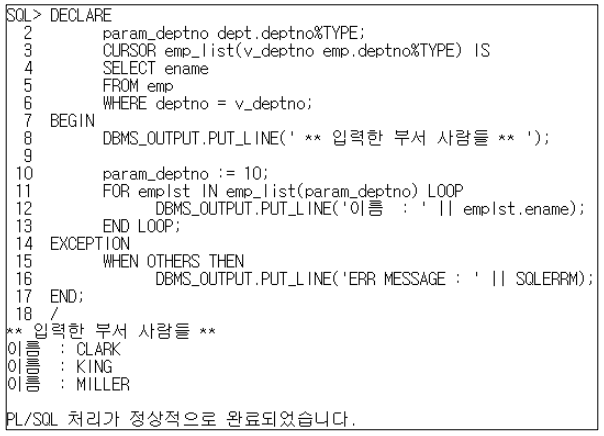 SQL> DECLARE
  2          param_deptno dept.deptno%TYPE;
  3          CURSOR emp_list(v_deptno emp.deptno%TYPE) IS
  4          SELECT ename
  5          FROM emp
  6          WHERE deptno = v_deptno;
  7  BEGIN
  8          DBMS_OUTPUT.PUT_LINE(' ** 입력한 부서 사람들 ** ');
  9
 10          param_deptno := 10;
 11          FOR emplst IN emp_list(param_deptno) LOOP
 12                  DBMS_OUTPUT.PUT_LINE('이름  : ' || emplst.ename);
 13          END LOOP;
 14  EXCEPTION
 15          WHEN OTHERS THEN
 16                  DBMS_OUTPUT.PUT_LINE('ERR MESSAGE : ' || SQLERRM);
 17  END;
 18  /
** 입력한 부서 사람들 **
이름  : CLARK
이름  : KING
이름  : MILLER
PL/SQL 처리가 정상적으로 완료되었습니다.